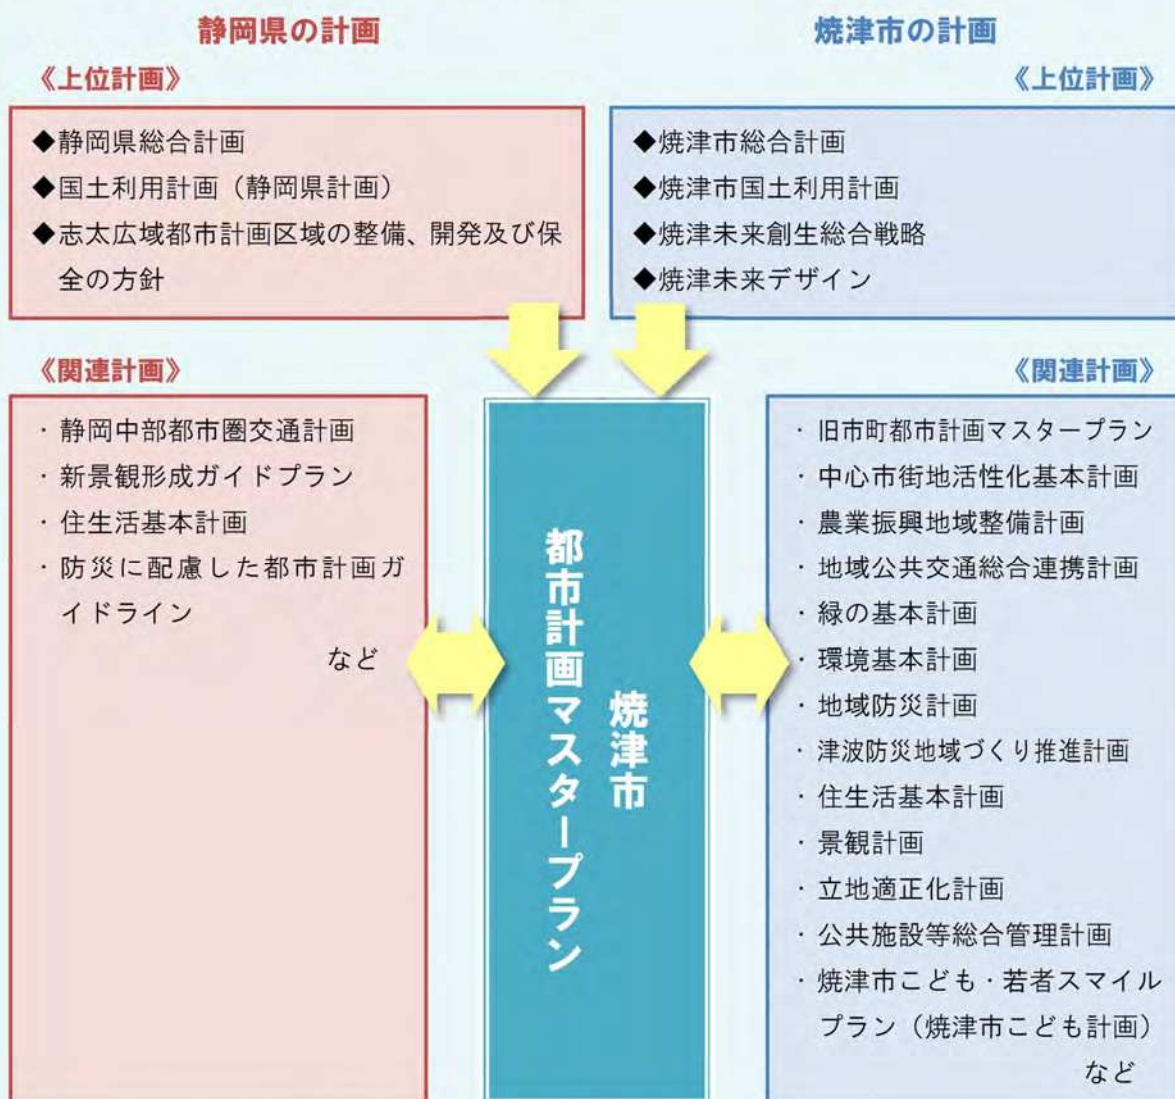 静岡県の計画
《上位計画》
◆静岡県総合計画
◆国土利用計画（静岡県計画）
◆志太広域都市計画区域の整備、開発及び保
全の方針
焼津市の計画
《上位計画》
◆焼津市総合計画
◆焼津市国土利用計画
◆焼津未来創生総合戦略
◆焼津未来デザイン
《関連計画》
・静岡中部都市圏交通計画
・新景観形成ガイドプラン
・住生活基本計画
・防災に配慮した都市計画ガ
イドライン
など
焼津市
都市計画マスタープラン
《関連計画》
・旧市町都市計画マスタープラン
・中心市街地活性化基本計画
・農業振興地域整備計画
・地域公共交通総合連携計画
・緑の基本計画
・環境基本計画
・地域防災計画
・津波防災地域づくり推進計画
・住生活基本計画
・景観計画
・立地適正化計画
・公共施設等総合管理計画
・焼津市こども・若者スマイル
プラン（焼津市こども計画）
など